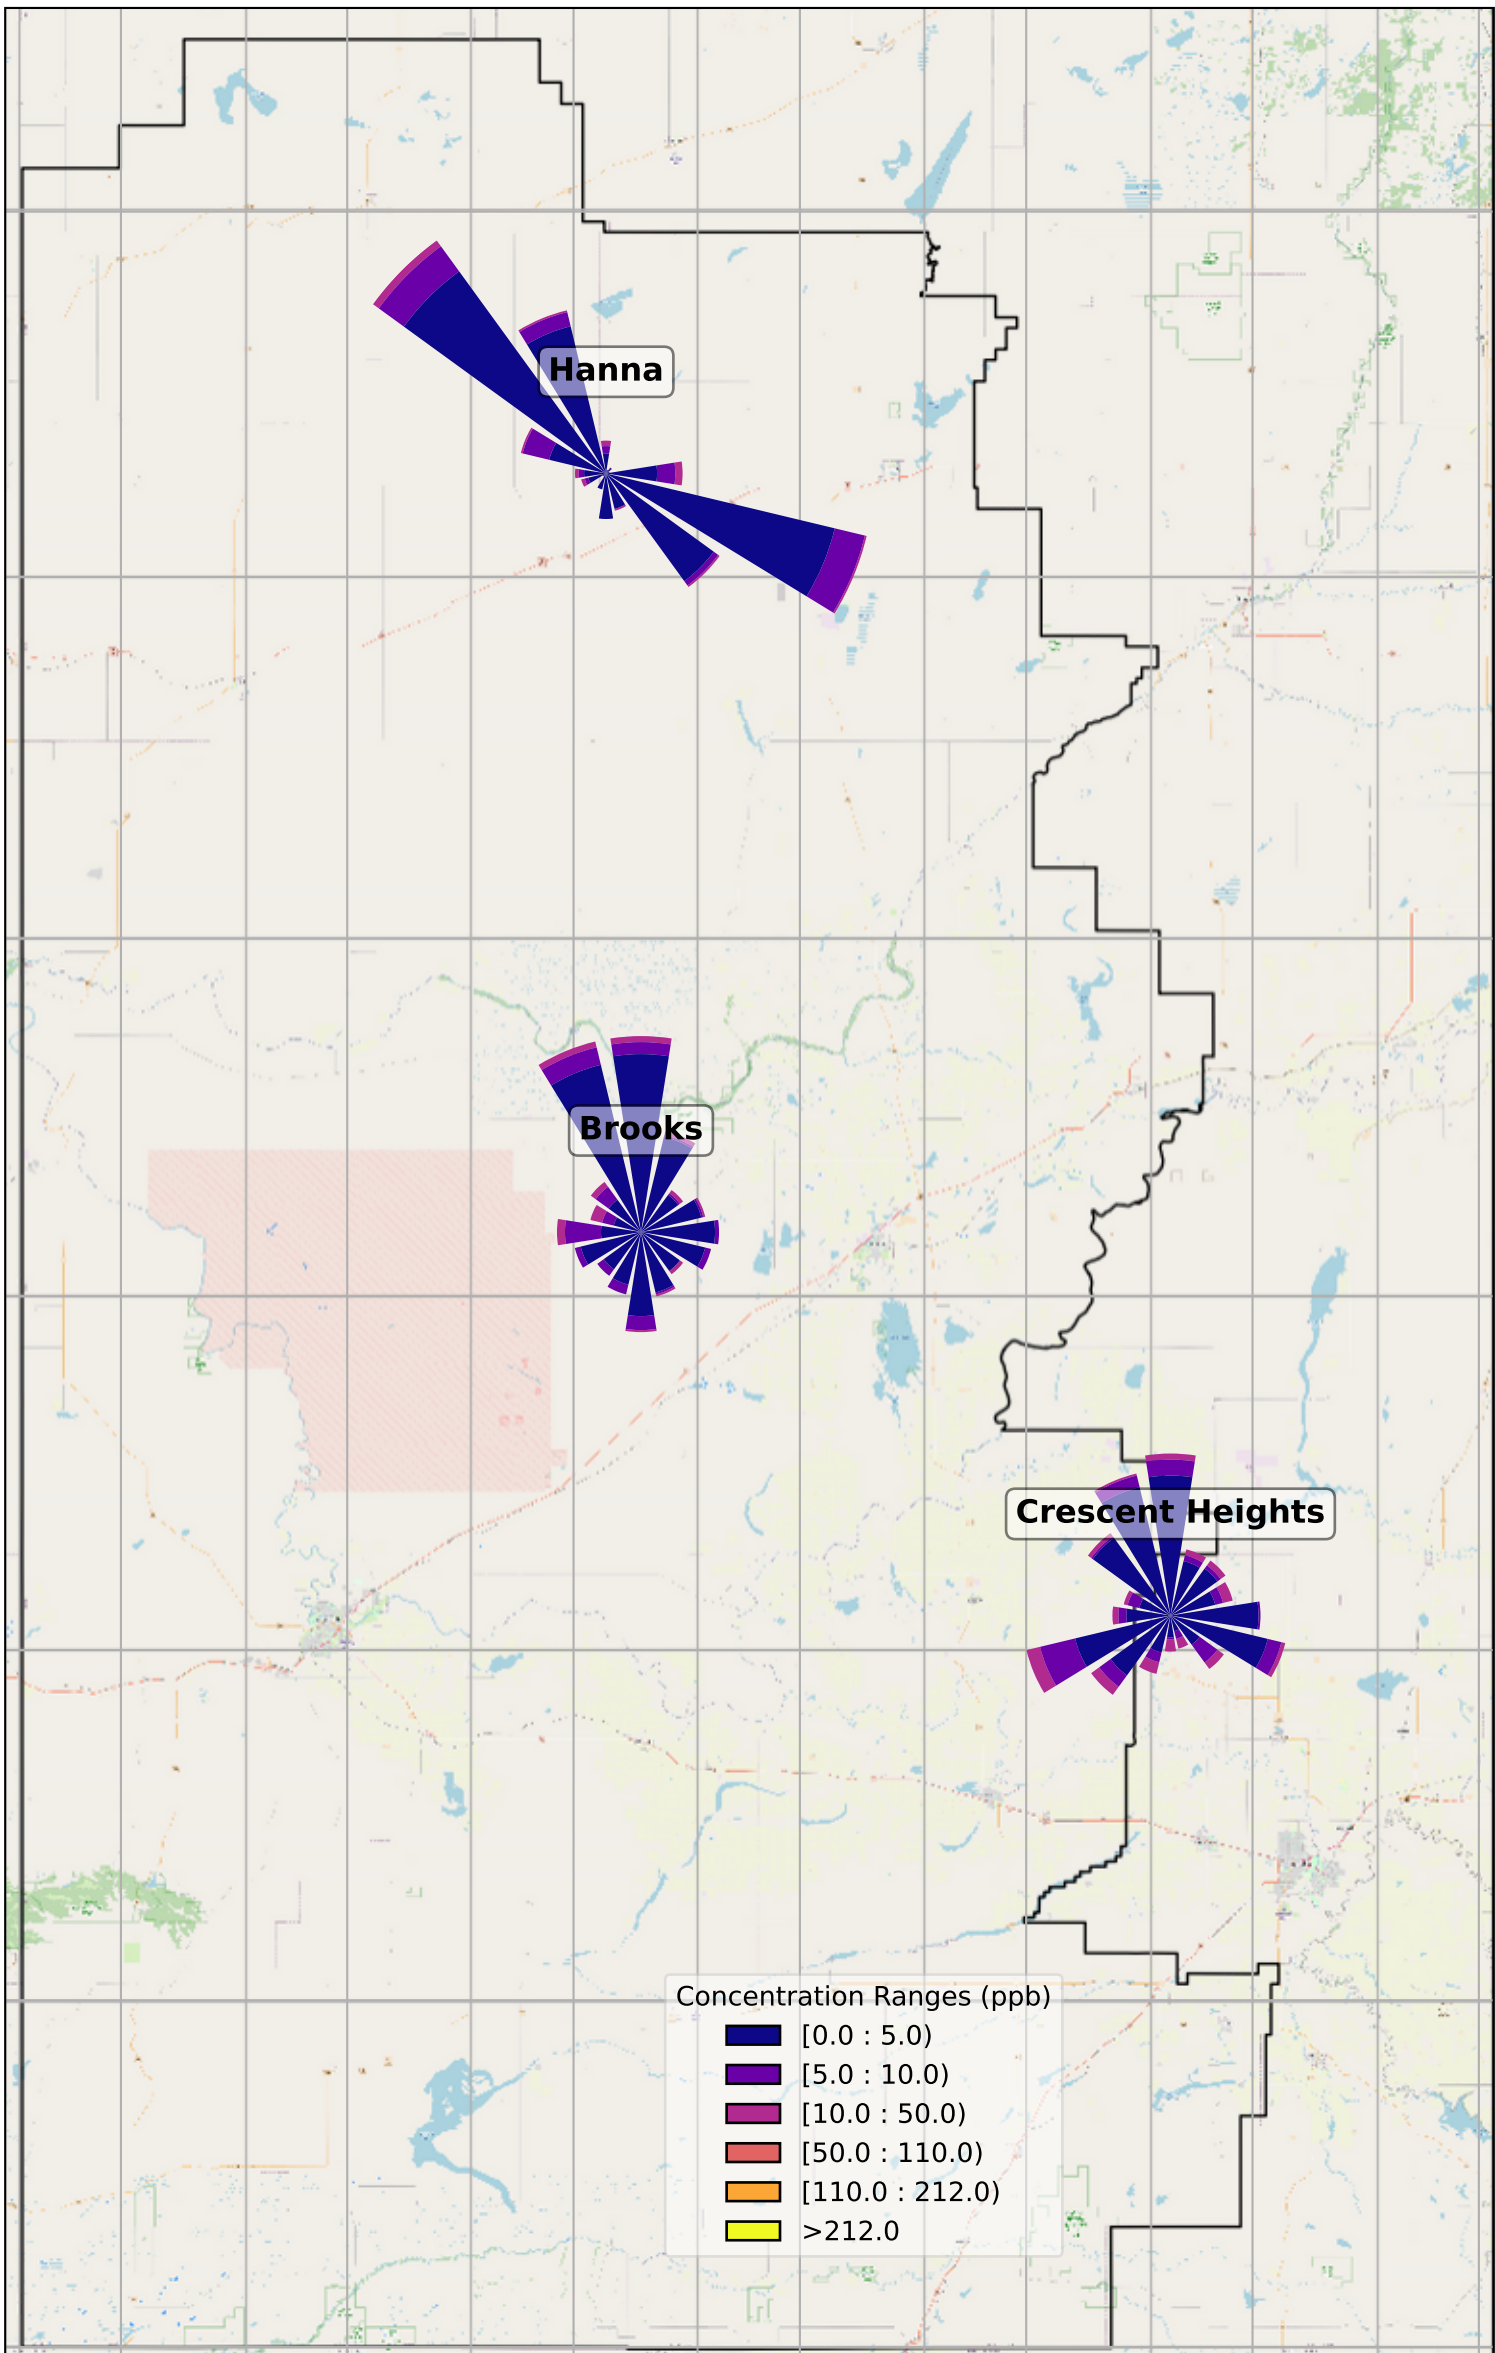 Hanna
Brooks
Crescent Heights
Concentration Ranges (ppb)
[0.0 : 5.0)
[5.0 : 10.0)
[10.0 : 50.0)
[50.0 : 110.0)
[110.0 : 212.0)
>212.0